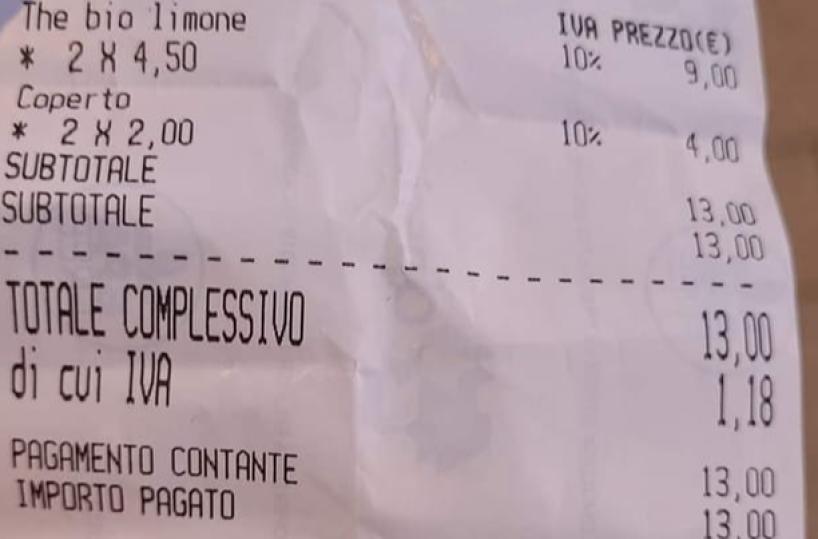 The bio limone IVA PREZZO(€)
* 2 X 4,50 10% 9,00
Coperto
* 2 X 2,00 10% 4,00
SUBTOTALE 13,00
SUBTOTALE 13,00
- - - - - - - - - - - - - - - - - - - - - - - -
TOTALE COMPLESSIVO 13,00
di cui IVA 1,18
PAGAMENTO CONTANTE 13,00
IMPORTO PAGATO 13,00